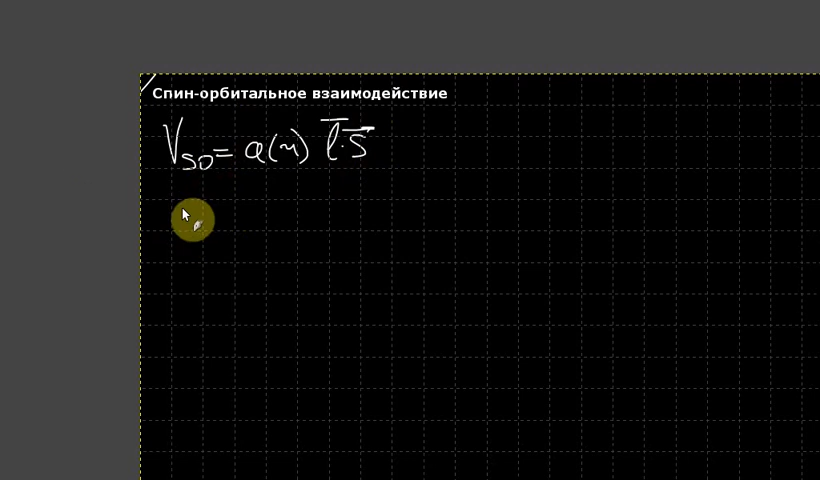 Спин-орбитальное взаимодействие
V_SO = a(r) l̅·s̅